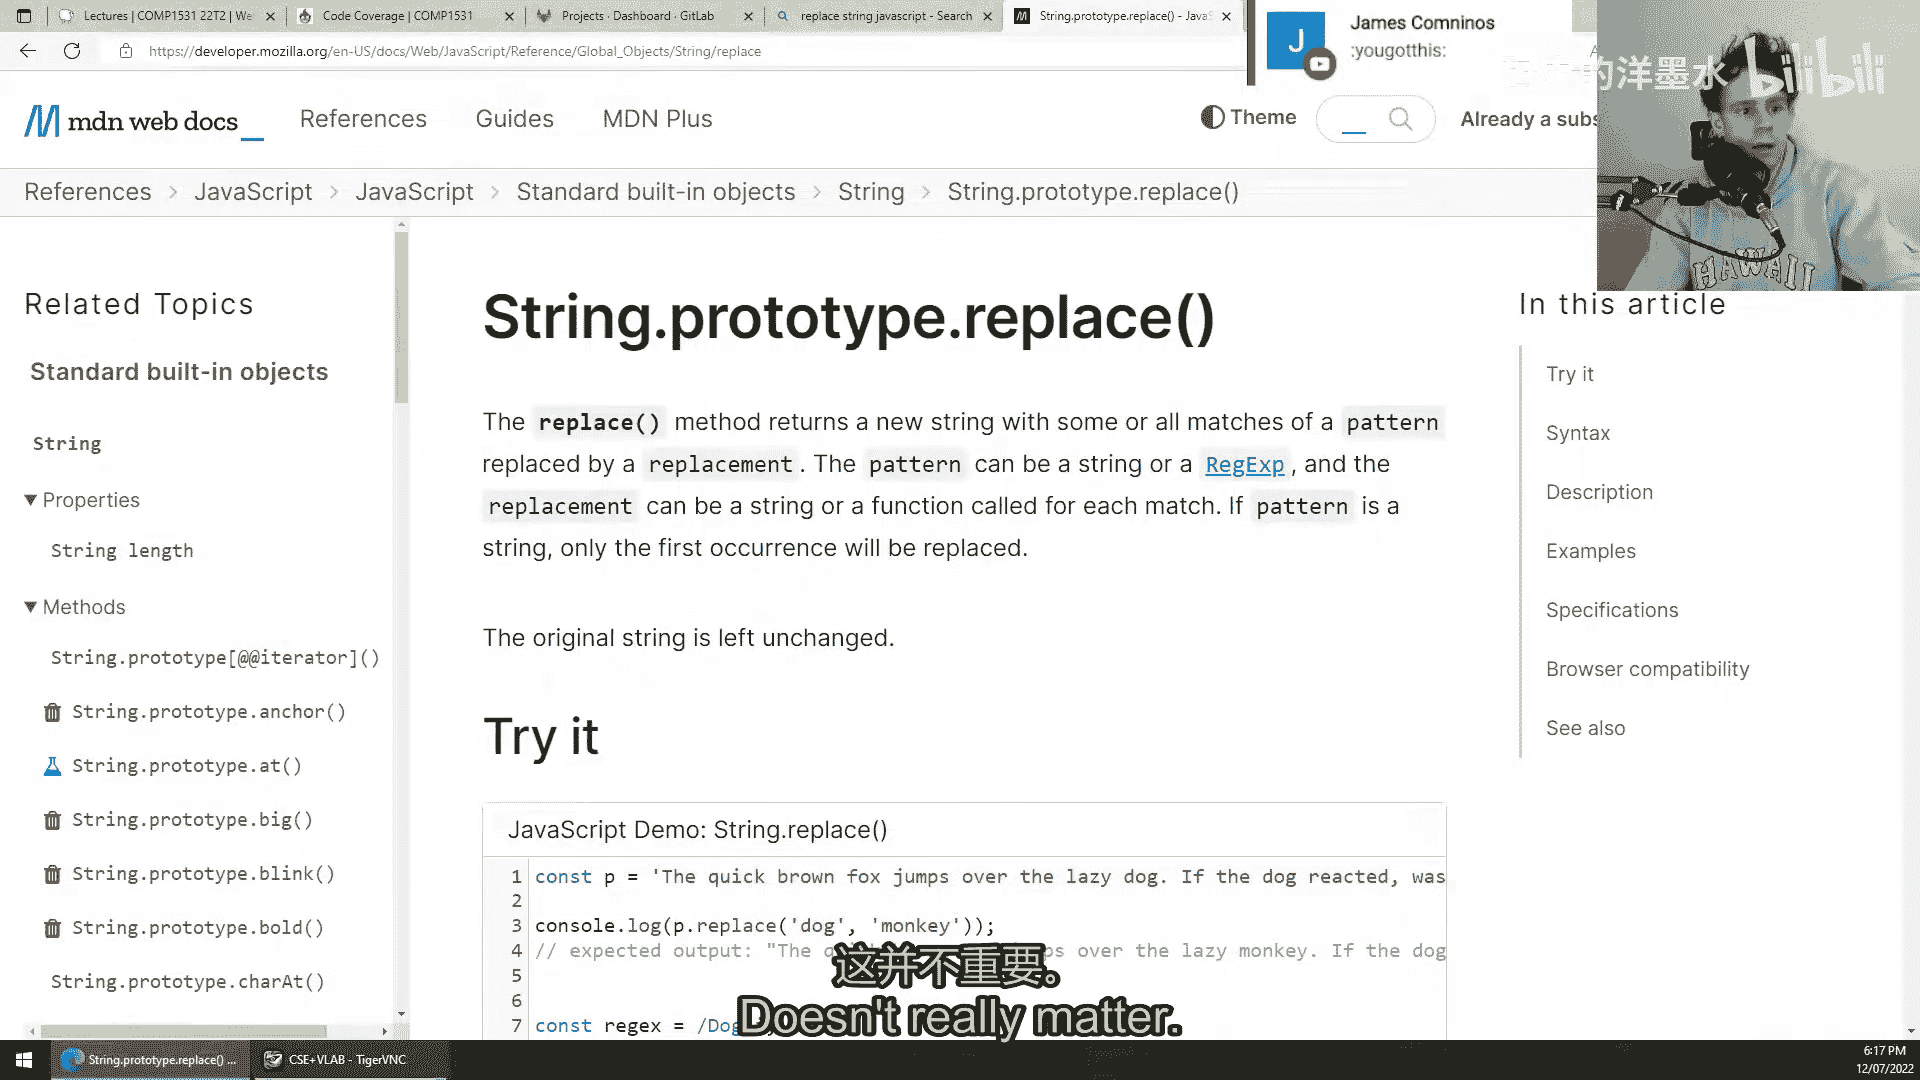 Lectures | COMP1531 22T2 | We
Code Coverage | COMP1531
Projects · Dashboard · GitLab
replace string javascript - Search
String.prototype.replace() - JavaS
https://developer.mozilla.org/en-US/docs/Web/JavaScript/Reference/Global_Objects/String/replace
J
James Comninos
:yougotthis:
的洋墨水 bilibili
mdn web docs
References
Guides
MDN Plus
Theme
Already a subs
References > JavaScript > JavaScript > Standard built-in objects > String > String.prototype.replace()
HAWAII
Related Topics
Standard built-in objects
String
Properties
String length
Methods
String.prototype[@@iterator]()
String.prototype.anchor()
String.prototype.at()
String.prototype.big()
String.prototype.blink()
String.prototype.bold()
String.prototype.charAt()
String.prototype.replace()
The replace() method returns a new string with some or all matches of a pattern
replaced by a replacement. The pattern can be a string or a RegExp, and the
replacement can be a string or a function called for each match. If pattern is a
string, only the first occurrence will be replaced.
The original string is left unchanged.
Try it
JavaScript Demo: String.replace()
1 const p = 'The quick brown fox jumps over the lazy dog. If the dog reacted, was
2
3 console.log(p.replace('dog', 'monkey'));
4 // expected output: "The ps over the lazy monkey. If the dog
5
6
7 const regex = /Dog
这并不重要。
Doesn't really matter.
In this article
Try it
Syntax
Description
Examples
Specifications
Browser compatibility
See also
String.prototype.replace() ...
CSE+VLAB - TigerVNC
6:17 PM
12/07/2022